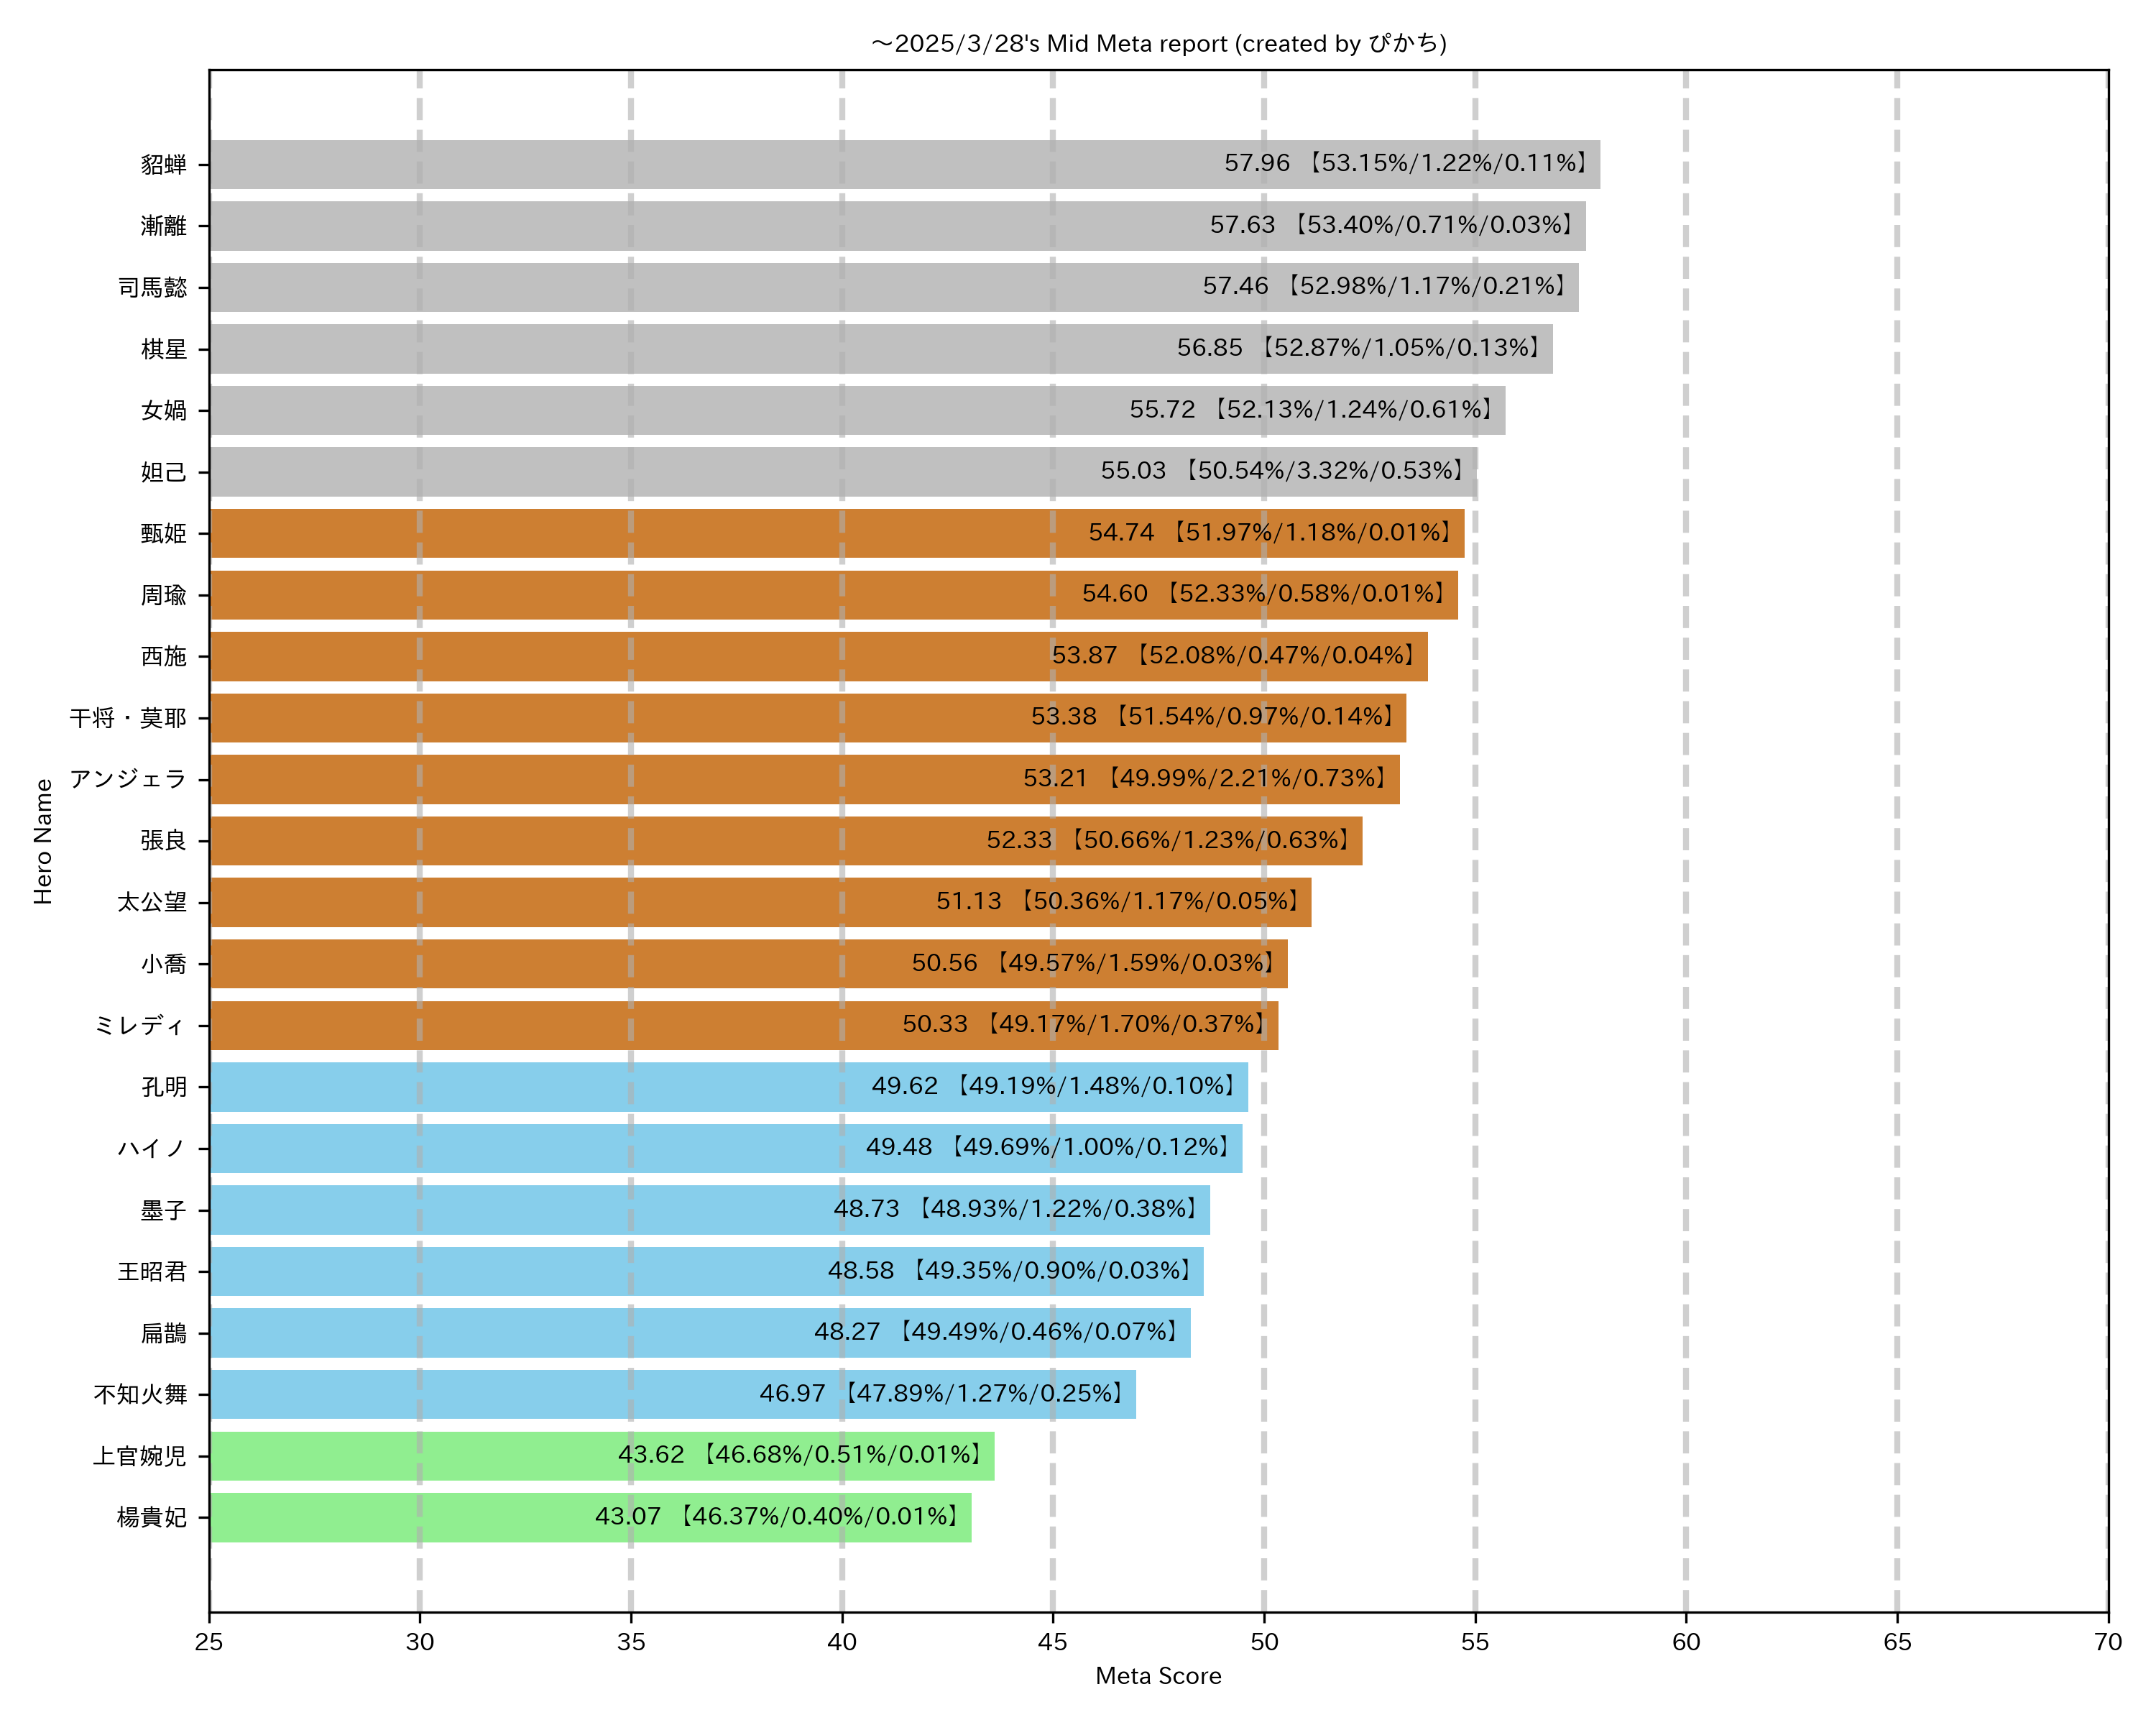 ～2025/3/28's Mid Meta report (created by ぴかち)
貂蝉 57.96 【53.15%/1.22%/0.11%】
漸離 57.63 【53.40%/0.71%/0.03%】
司馬懿 57.46 【52.98%/1.17%/0.21%】
棋星 56.85 【52.87%/1.05%/0.13%】
女媧 55.72 【52.13%/1.24%/0.61%】
妲己 55.03 【50.54%/3.32%/0.53%】
甄姫 54.74 【51.97%/1.18%/0.01%】
周瑜 54.60 【52.33%/0.58%/0.01%】
西施 53.87 【52.08%/0.47%/0.04%】
干将・莫耶 53.38 【51.54%/0.97%/0.14%】
アンジェラ 53.21 【49.99%/2.21%/0.73%】
張良 52.33 【50.66%/1.23%/0.63%】
太公望 51.13 【50.36%/1.17%/0.05%】
小喬 50.56 【49.57%/1.59%/0.03%】
ミレディ 50.33 【49.17%/1.70%/0.37%】
孔明 49.62 【49.19%/1.48%/0.10%】
ハイノ 49.48 【49.69%/1.00%/0.12%】
墨子 48.73 【48.93%/1.22%/0.38%】
王昭君 48.58 【49.35%/0.90%/0.03%】
扁鵲 48.27 【49.49%/0.46%/0.07%】
不知火舞 46.97 【47.89%/1.27%/0.25%】
上官婉児 43.62 【46.68%/0.51%/0.01%】
楊貴妃 43.07 【46.37%/0.40%/0.01%】
Hero Name
25 30 35 40 45 50 55 60 65 70
Meta Score